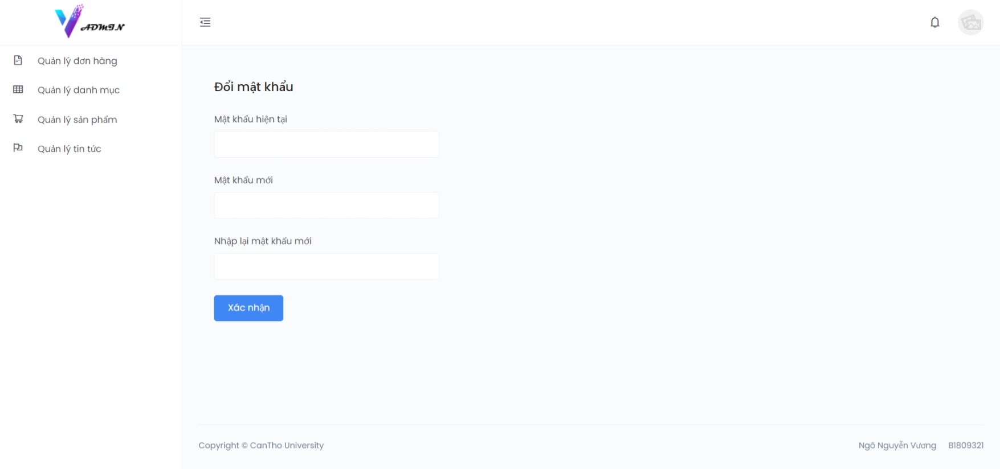 ADMIN
Quản lý đơn hàng
Quản lý danh mục
Quản lý sản phẩm
Quản lý tin tức
Đổi mật khẩu
Mật khẩu hiện tại
Mật khẩu mới
Nhập lại mật khẩu mới
Xác nhận
Copyright © CanTho University
Ngô Nguyễn Vương B1809321